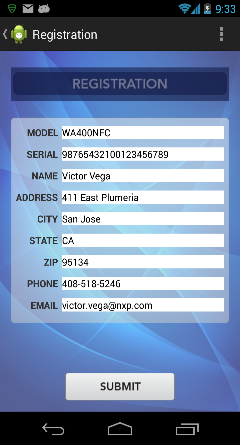 9:33
Registration
REGISTRATION
MODEL WA400NFC
SERIAL 98765432100123456789
NAME Victor Vega
ADDRESS 411 East Plumeria
CITY San Jose
STATE CA
ZIP 95134
PHONE 408-518-5246
EMAIL victor.vega@nxp.com
SUBMIT